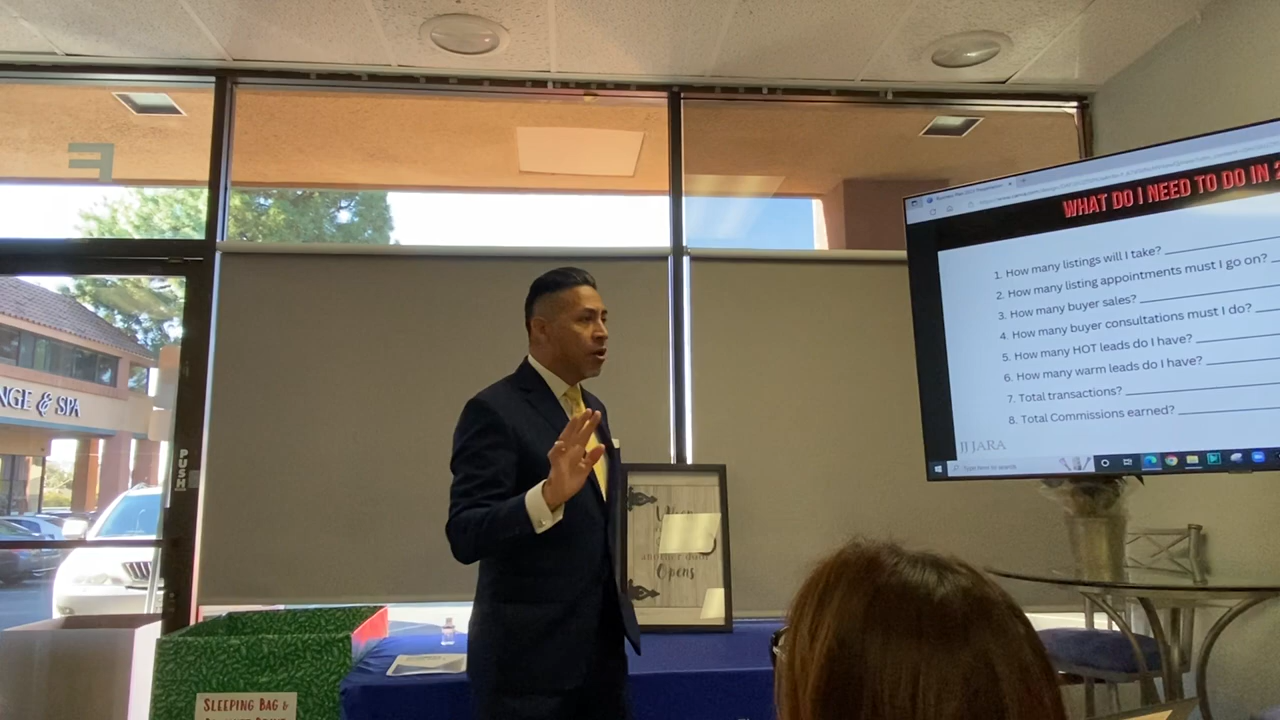 WHAT DO I NEED TO DO IN 2
1. How many listings will I take?
2. How many listing appointments must I go on?
3. How many buyer sales?
4. How many buyer consultations must I do?
5. How many HOT leads do I have?
6. How many warm leads do I have?
7. Total transactions?
8. Total Commissions earned?
JJ JARA
Type here to search
F
NGE & SPA
PUSH
When
another door
Opens
SLEEPING BAG &